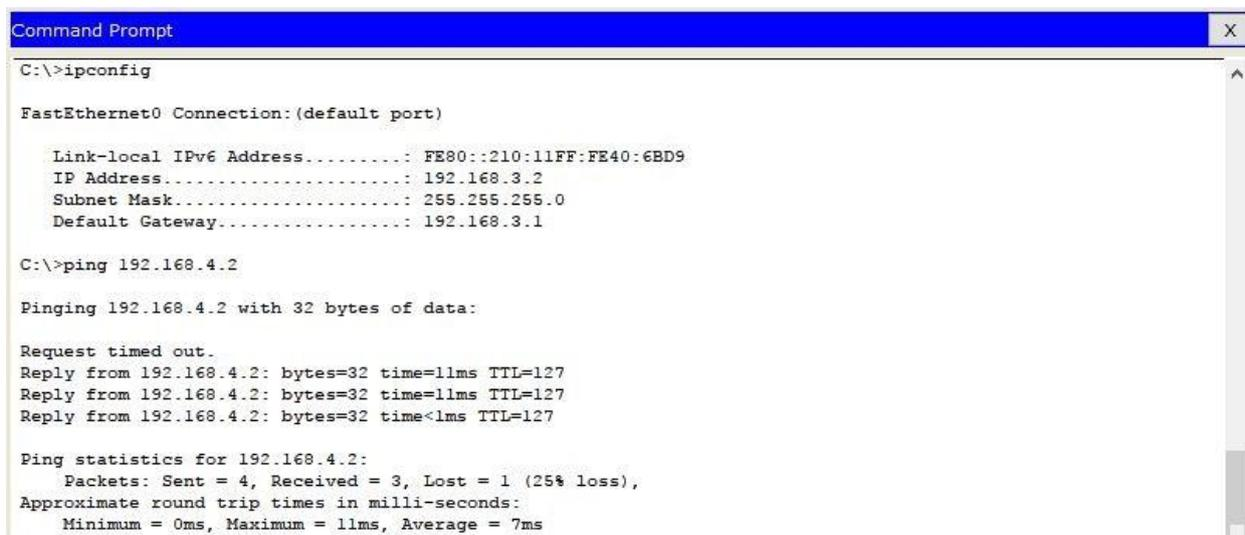 Command Prompt
X
C:\>ipconfig
FastEthernet0 Connection:(default port)
Link-local IPv6 Address.........: FE80::210:11FF:FE40:6BD9
IP Address......................: 192.168.3.2
Subnet Mask.....................: 255.255.255.0
Default Gateway.................: 192.168.3.1
C:\>ping 192.168.4.2
Pinging 192.168.4.2 with 32 bytes of data:
Request timed out.
Reply from 192.168.4.2: bytes=32 time=11ms TTL=127
Reply from 192.168.4.2: bytes=32 time=11ms TTL=127
Reply from 192.168.4.2: bytes=32 time<1ms TTL=127
Ping statistics for 192.168.4.2:
Packets: Sent = 4, Received = 3, Lost = 1 (25% loss),
Approximate round trip times in milli-seconds:
Minimum = 0ms, Maximum = 11ms, Average = 7ms